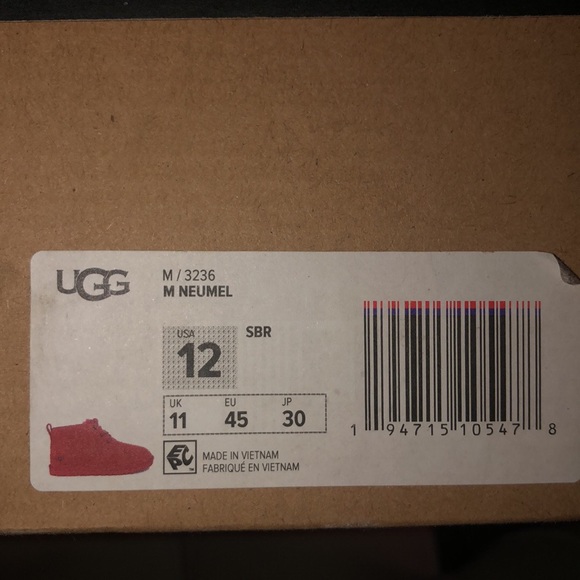 UGG
M / 3236
M NEUMEL
USA
12
SBR
UK EU JP
11 45 30
EPC
MADE IN VIETNAM
FABRIQUÉ EN VIETNAM
1 94715 10547 8